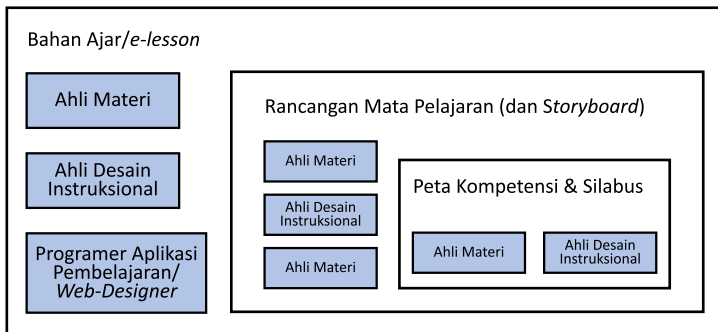 Bahan Ajar/e-lesson
Ahli Materi
Ahli Desain
Instruksional
Programer Aplikasi
Pembelajaran/
Web-Designer
Rancangan Mata Pelajaran (dan Storyboard)
Ahli Materi
Ahli Desain
Instruksional
Ahli Materi
Peta Kompetensi & Silabus
Ahli Materi
Ahli Desain
Instruksional